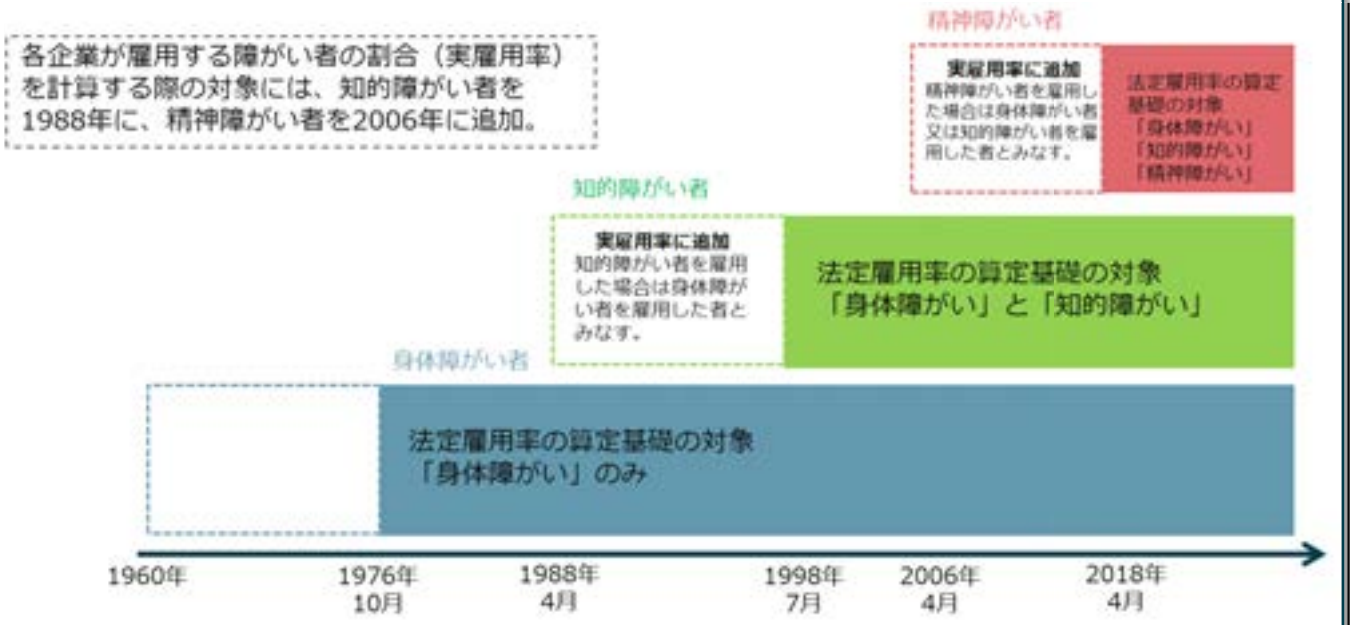 各企業が雇用する障がい者の割合（実雇用率）
を計算する際の対象には、知的障がい者を
1988年に、精神障がい者を2006年に追加。
精神障がい者
実雇用率に追加
精神障がい者を雇用し
た場合は身体障がい者
又は知的障がい者を雇
用した者とみなす。
法定雇用率の算定
基礎の対象
「身体障がい」
「知的障がい」
「精神障がい」
知的障がい者
実雇用率に追加
知的障がい者を雇用
した場合は身体障が
い者を雇用した者と
みなす。
法定雇用率の算定基礎の対象
「身体障がい」と「知的障がい」
身体障がい者
法定雇用率の算定基礎の対象
「身体障がい」のみ
1960年
1976年
10月
1988年
4月
1998年
7月
2006年
4月
2018年
4月